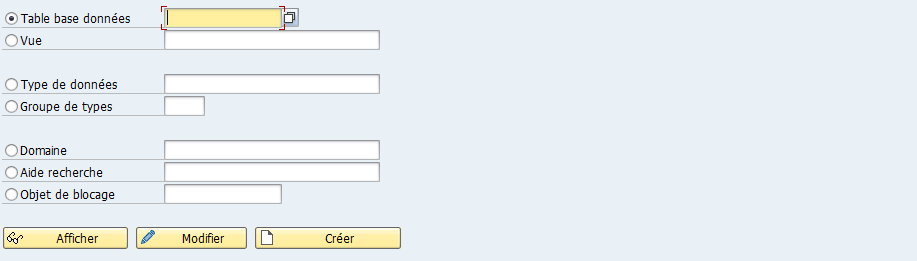 Table base données
Vue
Type de données
Groupe de types
Domaine
Aide recherche
Objet de blocage
Afficher Modifier Créer